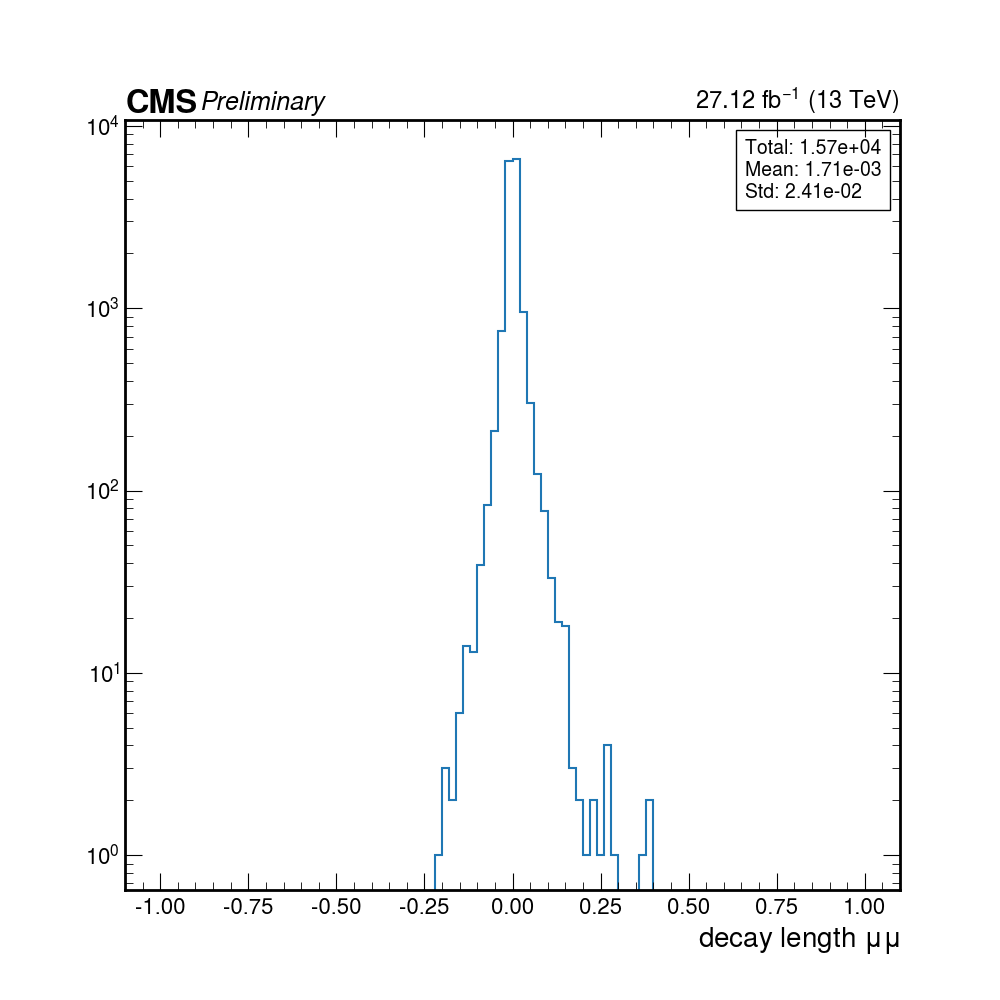 CMS Preliminary
27.12 fb⁻¹ (13 TeV)
Total: 1.57e+04
Mean: 1.71e-03
Std: 2.41e-02
10⁴
10³
10²
10¹
10⁰
-1.00 -0.75 -0.50 -0.25 0.00 0.25 0.50 0.75 1.00
decay length μμ